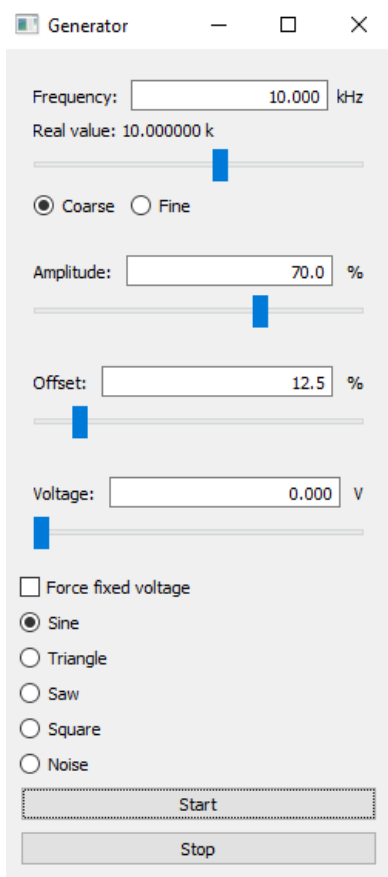 Generator
Frequency: 10.000 kHz
Real value: 10.000000 k
Coarse Fine
Amplitude: 70.0 %
Offset: 12.5 %
Voltage: 0.000 V
Force fixed voltage
Sine
Triangle
Saw
Square
Noise
Start
Stop